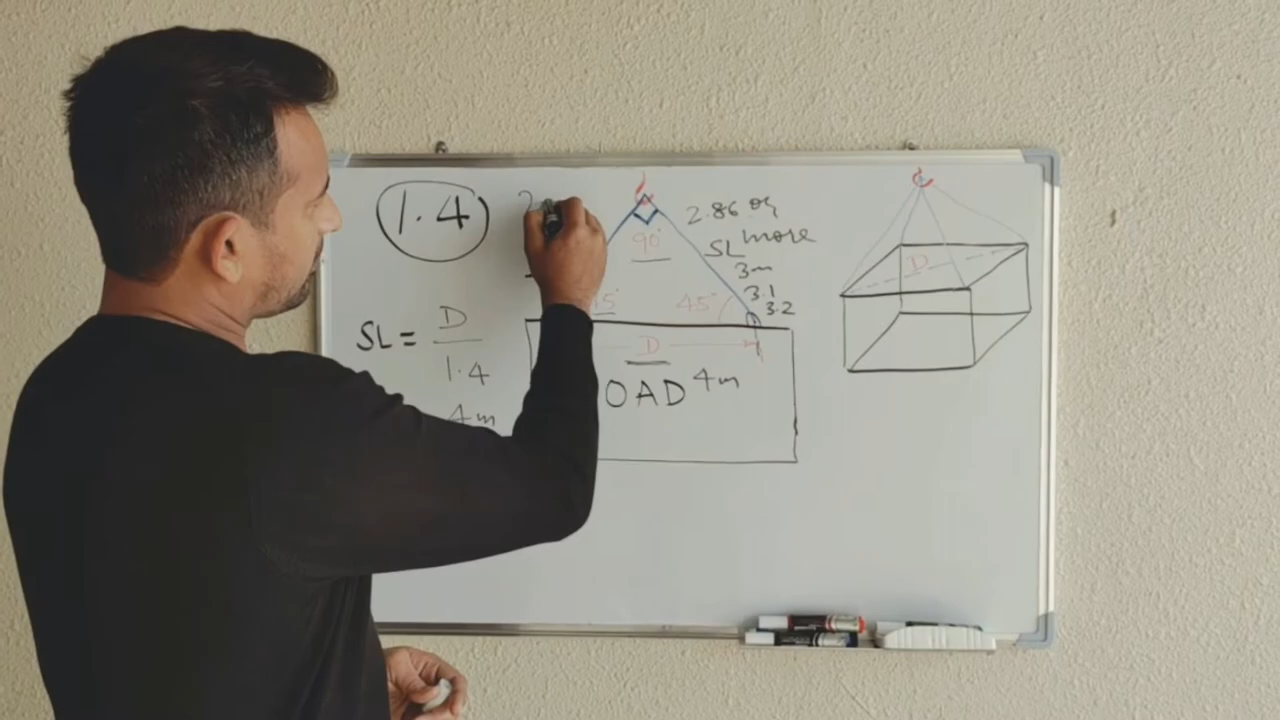 1.4
2.86 or
SL more
3m
3.1
3.2
90°
45°
45°
SL = D
1.4
4m
D
OAD 4m
D